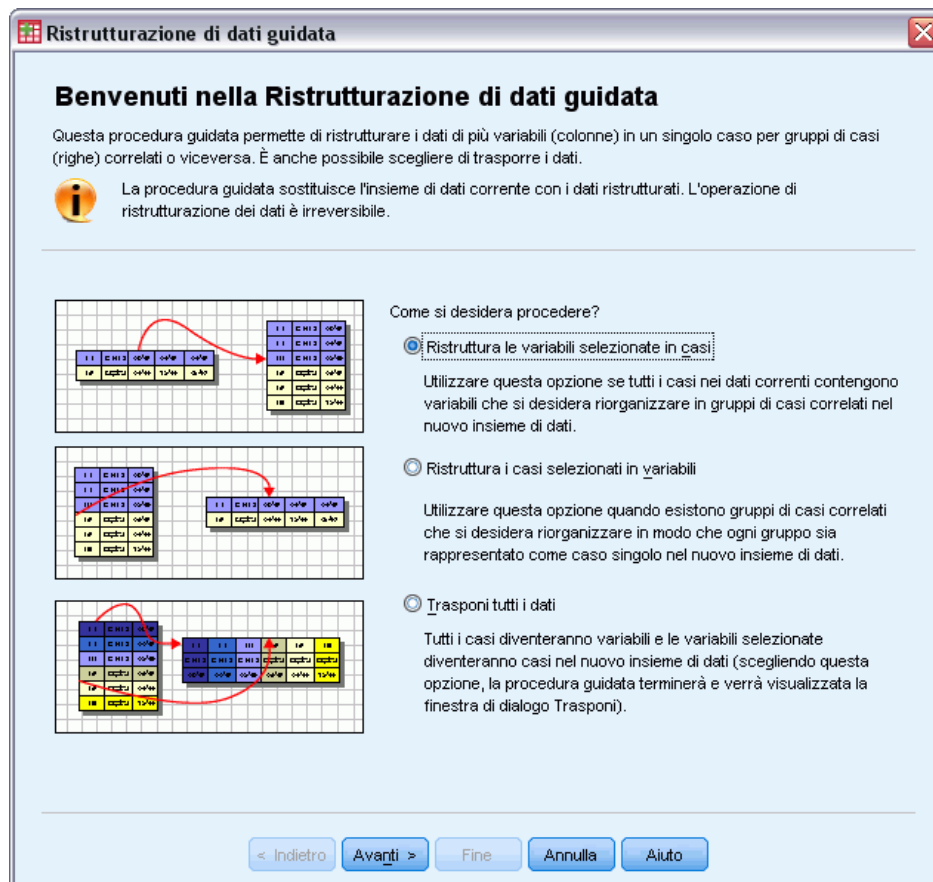 Ristrutturazione di dati guidata
Benvenuti nella Ristrutturazione di dati guidata
Questa procedura guidata permette di ristrutturare i dati di più variabili (colonne) in un singolo caso per gruppi di casi
(righe) correlati o viceversa. È anche possibile scegliere di trasporre i dati.
La procedura guidata sostituisce l'insieme di dati corrente con i dati ristrutturati. L'operazione di
ristrutturazione dei dati è irreversibile.
Come si desidera procedere?
Ristruttura le variabili selezionate in casi
Utilizzare questa opzione se tutti i casi nei dati correnti contengono
variabili che si desidera riorganizzare in gruppi di casi correlati nel
nuovo insieme di dati.
Ristruttura i casi selezionati in variabili
Utilizzare questa opzione quando esistono gruppi di casi correlati
che si desidera riorganizzare in modo che ogni gruppo sia
rappresentato come caso singolo nel nuovo insieme di dati.
Trasponi tutti i dati
Tutti i casi diventeranno variabili e le variabili selezionate
diventeranno casi nel nuovo insieme di dati (scegliendo questa
opzione, la procedura guidata terminerà e verrà visualizzata la
finestra di dialogo Trasponi).
< Indietro Avanti > Fine Annulla Aiuto